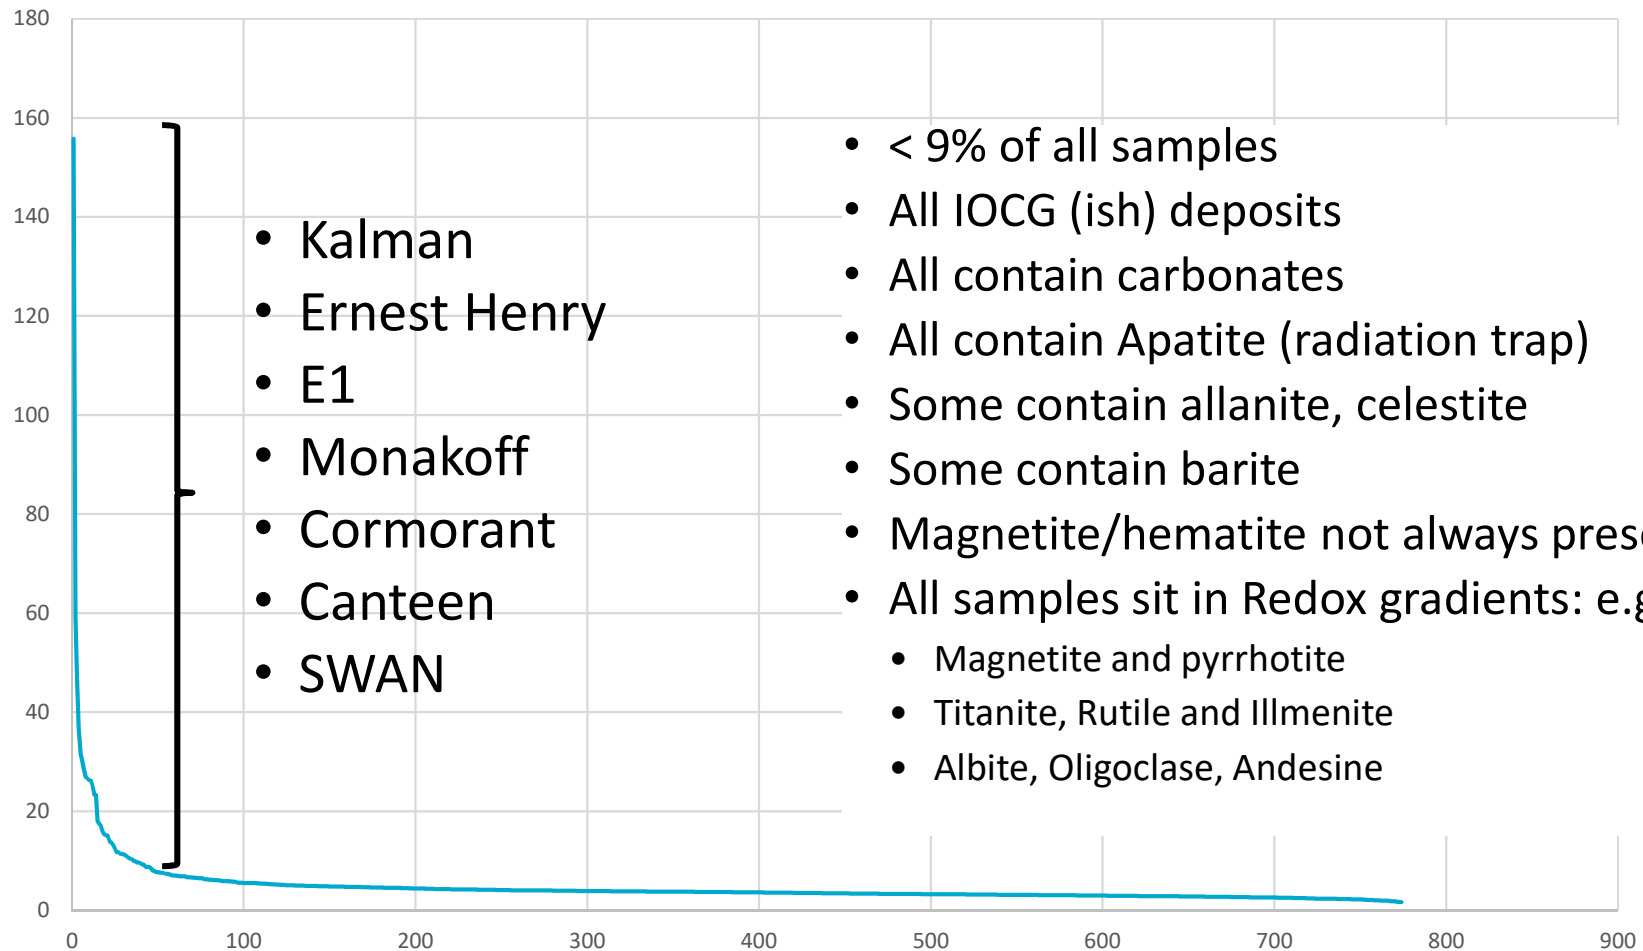 180
160
140
120
100
80
60
40
20
0
0 100 200 300 400 500 600 700 800 900
• Kalman
• Ernest Henry
• E1
• Monakoff
• Cormorant
• Canteen
• SWAN
• < 9% of all samples
• All IOCG (ish) deposits
• All contain carbonates
• All contain Apatite (radiation trap)
• Some contain allanite, celestite
• Some contain barite
• Magnetite/hematite not always
• All samples sit in Redox gradients:
• Magnetite and pyrrhotite
• Titanite, Rutile and Illmenite
• Albite, Oligoclase, Andesine